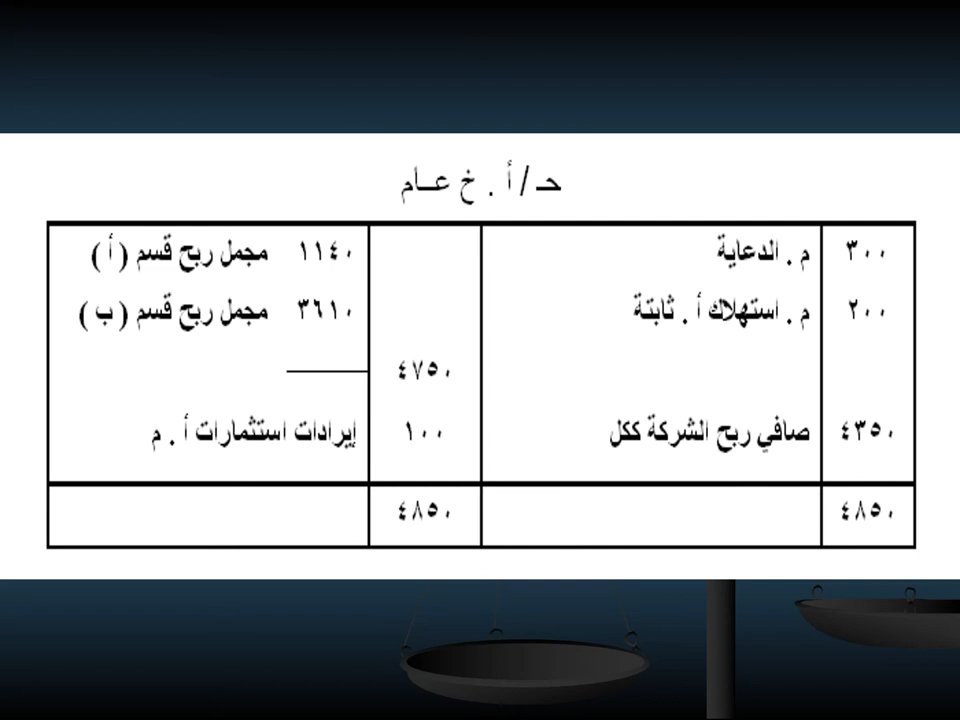 حـ / أ . خ عــام
٣٠٠ م . الدعاية ١١٤٠ مجمل ربح قسم ( أ )
٢٠٠ م . استهلاك أ . ثابتة ٣٦١٠ مجمل ربح قسم ( ب )
٤٧٥٠
٤٣٥٠ صافي ربح الشركة ككل ١٠٠ إيرادات استثمارات أ . م
٤٨٥٠ ٤٨٥٠